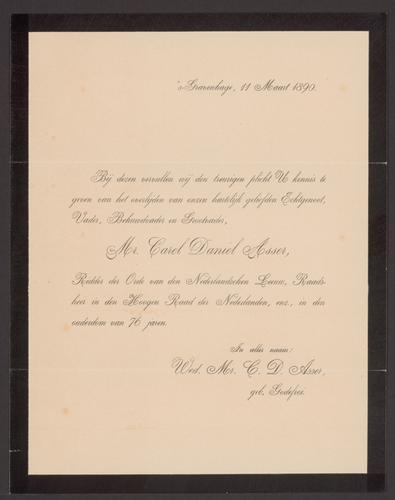 's Gravenhage, 11 Maart 1890.
Bij dezen vervullen wij den treurigen plicht U kennis te
geven van het overlijden van onzen hartelijk geliefden Echtgenoot,
Vader, Behuwdvader en Grootvader,
Mr. Carel Daniel Asser,
Ridder der Orde van den Nederlandschen Leeuw, Raads-
heer in den Hoogen Raad der Nederlanden, enz., in den
ouderdom van 76 jaren.
In aller naam:
Wed. Mr. C. D. Asser,
geb. Godefroi.